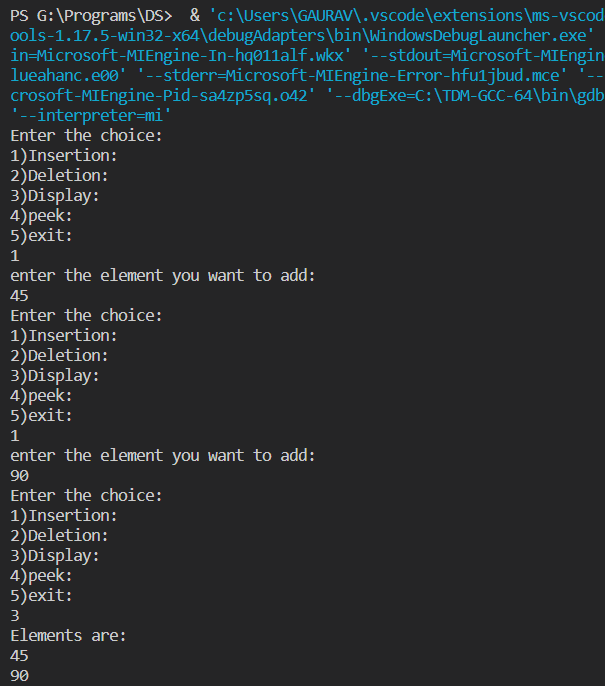 PS G:\Programs\DS>  & 'c:\Users\GAURAV\.vscode\extensions\ms-vscod
ools-1.17.5-win32-x64\debugAdapters\bin\WindowsDebugLauncher.exe'
in=Microsoft-MIEngine-In-hq011alf.wkx' '--stdout=Microsoft-MIEngin
lueahanc.e00' '--stderr=Microsoft-MIEngine-Error-hfu1jbud.mce' '--
crosoft-MIEngine-Pid-sa4zp5sq.o42' '--dbgExe=C:\TDM-GCC-64\bin\gdb
'--interpreter=mi'
Enter the choice:
1)Insertion:
2)Deletion:
3)Display:
4)peek:
5)exit:
1
enter the element you want to add:
45
Enter the choice:
1)Insertion:
2)Deletion:
3)Display:
4)peek:
5)exit:
1
enter the element you want to add:
90
Enter the choice:
1)Insertion:
2)Deletion:
3)Display:
4)peek:
5)exit:
3
Elements are:
45
90